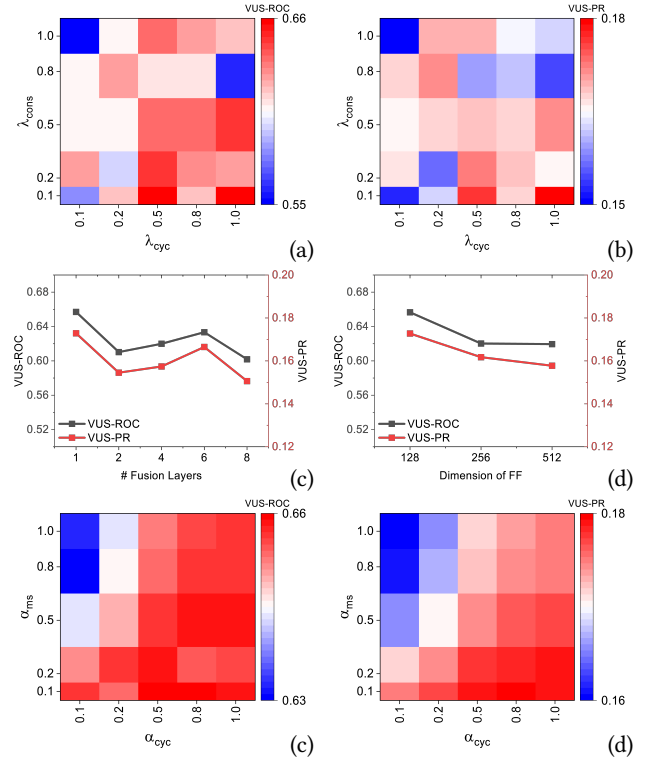 VUS-ROC
0.66
0.55
1.0
0.8
0.5
0.2
0.1
λcons
0.1 0.2 0.5 0.8 1.0
λcyc
(a)
VUS-PR
0.18
0.15
1.0
0.8
0.5
0.2
0.1
λcons
0.1 0.2 0.5 0.8 1.0
λcyc
(b)
0.68
0.64
0.60
0.56
0.52
VUS-ROC
0.20
0.18
0.16
0.14
0.12
VUS-PR
VUS-ROC
VUS-PR
1 2 4 6 8
# Fusion Layers
(c)
0.68
0.64
0.60
0.56
0.52
VUS-ROC
0.20
0.18
0.16
0.14
0.12
VUS-PR
VUS-ROC
VUS-PR
128 256 512
Dimension of FF
(d)
VUS-ROC
0.66
0.63
1.0
0.8
0.5
0.2
0.1
αms
0.1 0.2 0.5 0.8 1.0
αcyc
(c)
VUS-PR
0.18
0.16
1.0
0.8
0.5
0.2
0.1
αms
0.1 0.2 0.5 0.8 1.0
αcyc
(d)